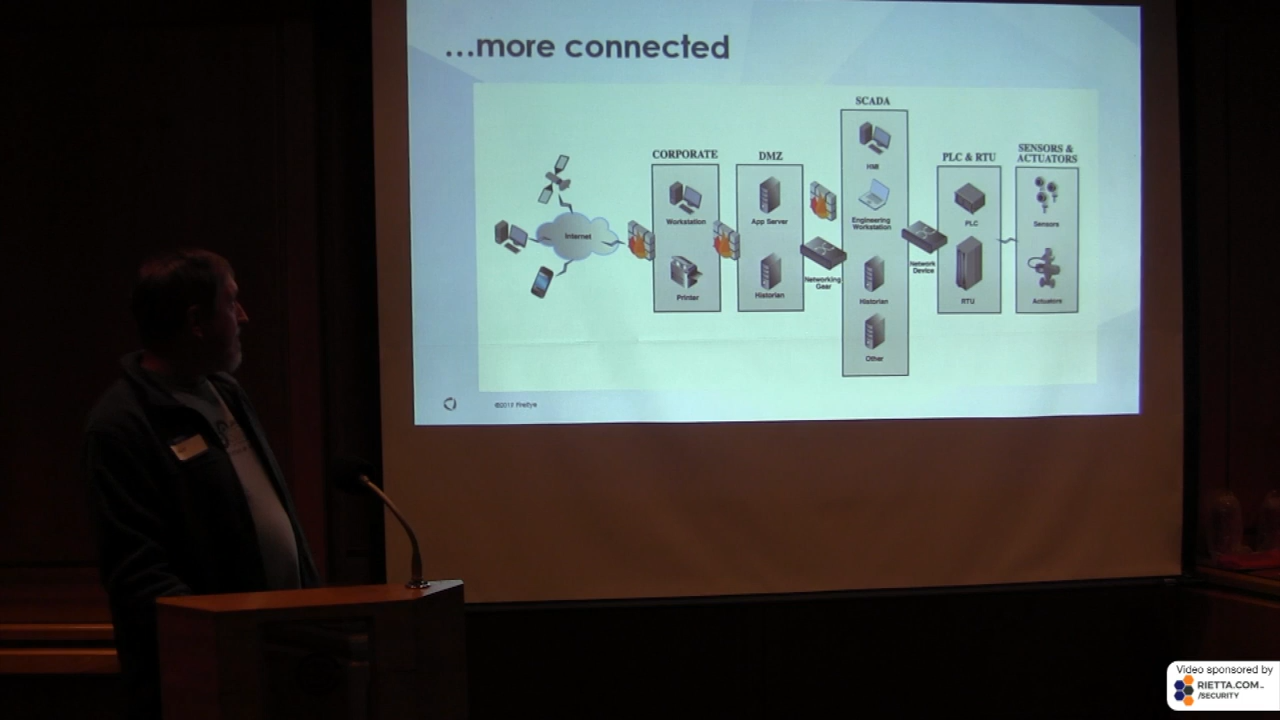 ...more connected
SCADA
CORPORATE
DMZ
PLC & RTU
SENSORS &
ACTUATORS
HMI
Workstation
App Server
Engineering
Workstation
PLC
Sensors
Internet
Network
Device
Networking
Gear
Printer
Historian
Historian
RTU
Actuators
Other
FireEye
Video sponsored by
RIETTA.COM
/SECURITY